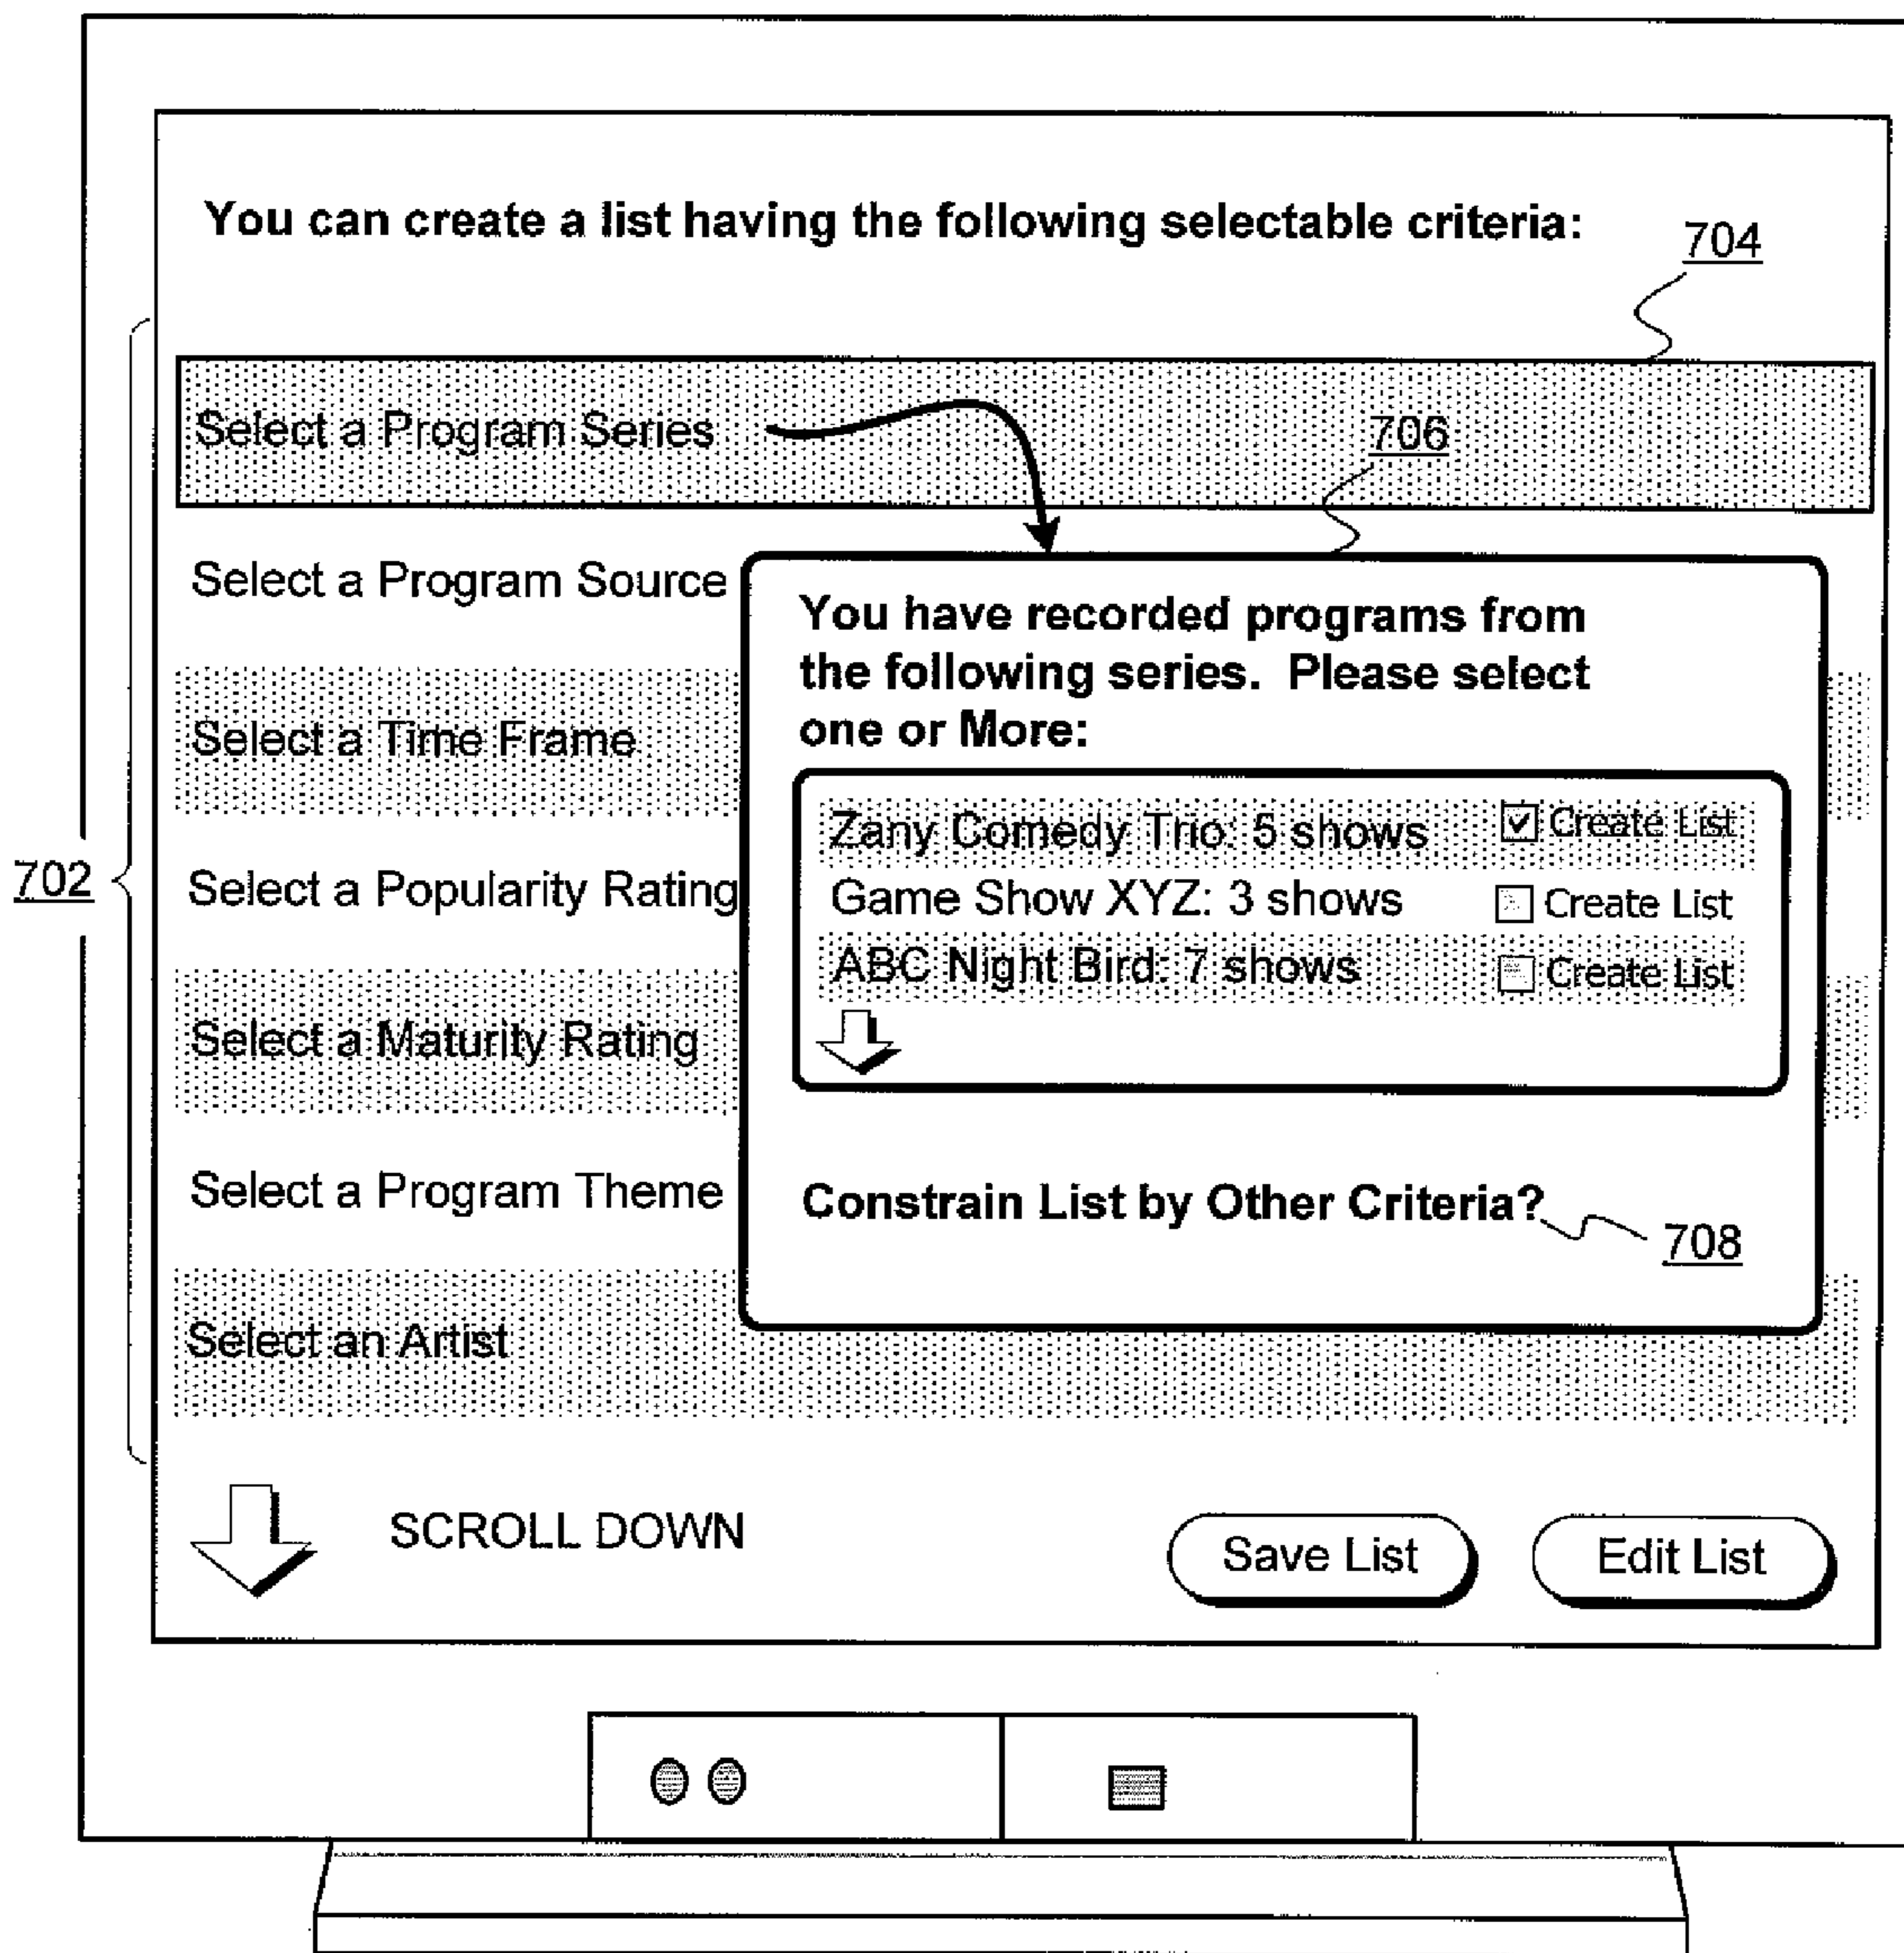 You can create a list having the following selectable criteria:
704
Select a Program Series
706
Select a Program Source
You have recorded programs from
the following series. Please select
one or More:
Select a Time Frame
Zany Comedy Trio: 5 shows Create List
702
Select a Popularity Rating
Game Show XYZ: 3 shows Create List
ABC Night Bird: 7 shows Create List
Select a Maturity Rating
Select a Program Theme
Constrain List by Other Criteria?
708
Select an Artist
SCROLL DOWN
Save List
Edit List